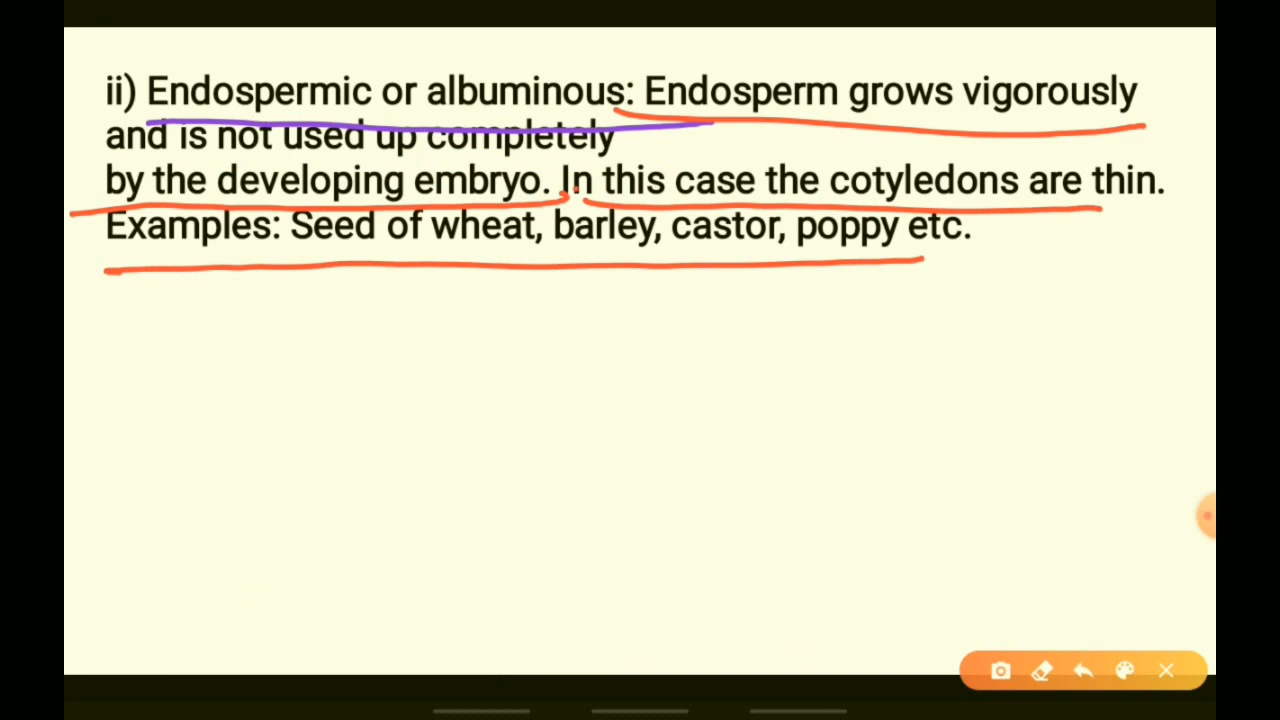 ii) Endospermic or albuminous: Endosperm grows vigorously
and is not used up completely
by the developing embryo. In this case the cotyledons are thin.
Examples: Seed of wheat, barley, castor, poppy etc.